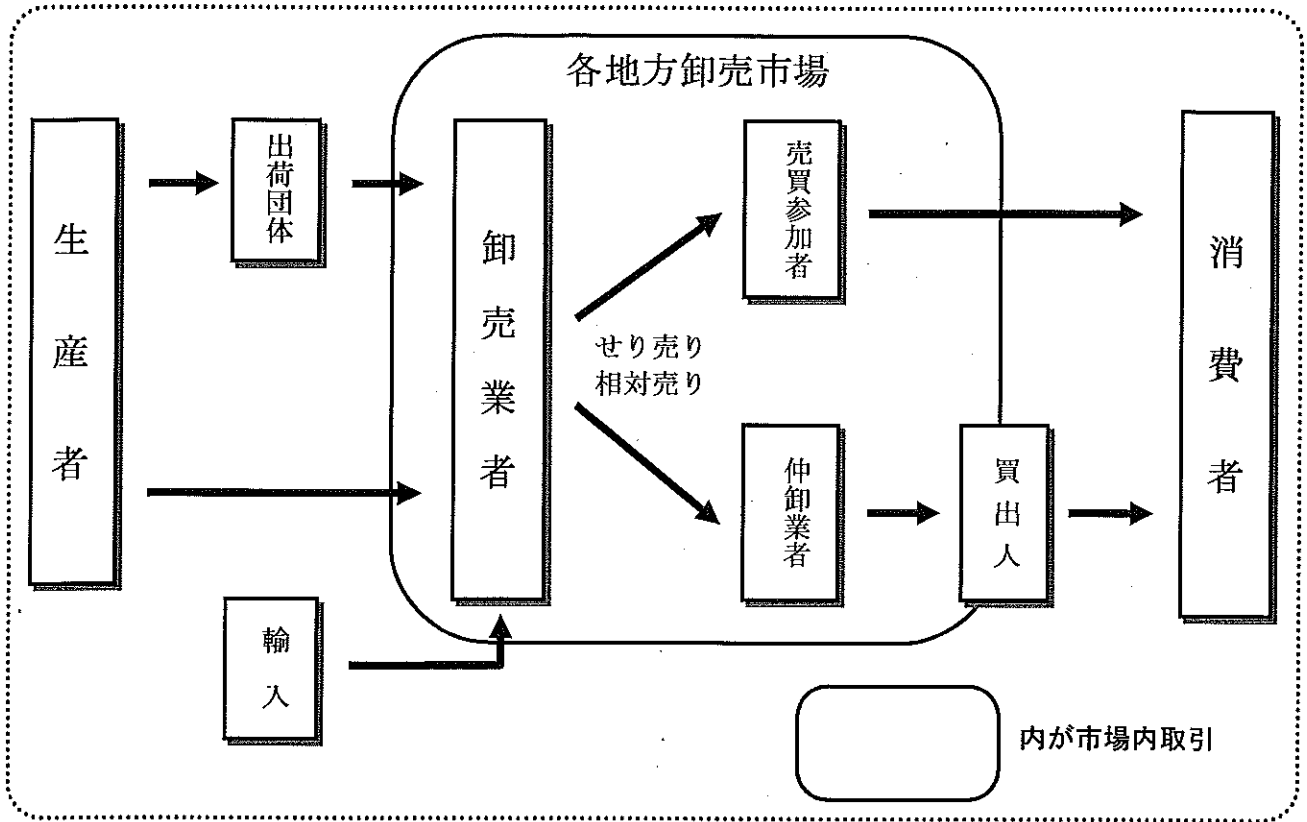 各地方卸売市場
生産者
出荷団体
卸売業者
売買参加者
消費者
せり売り
相対売り
仲卸業者
買出人
輸入
内が市場内取引